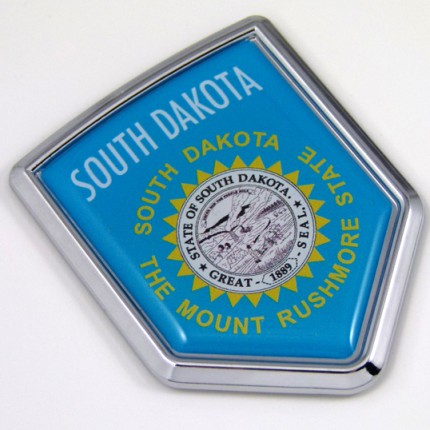 SOUTH DAKOTA
SOUTH DAKOTA
THE MOUNT RUSHMORE STATE
STATE OF SOUTH DAKOTA.
GREAT 1889 SEAL.